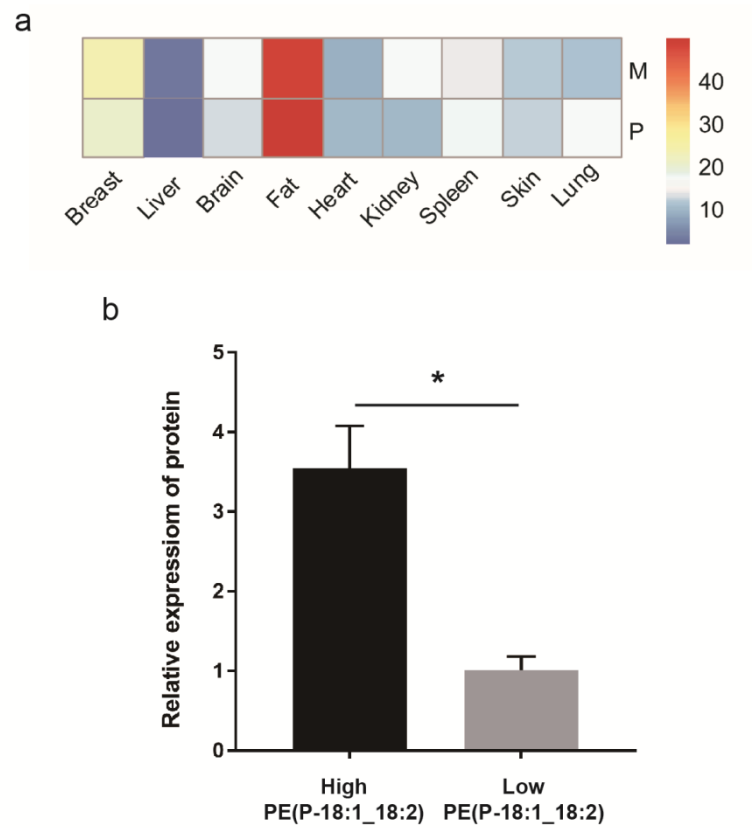 a
M
P
Breast Liver Brain Fat Heart Kidney Spleen Skin Lung
40
30
20
10
b
Relative expressiom of protein
5
4
3
2
1
0
*
High Low
PE(P-18:1_18:2) PE(P-18:1_18:2)